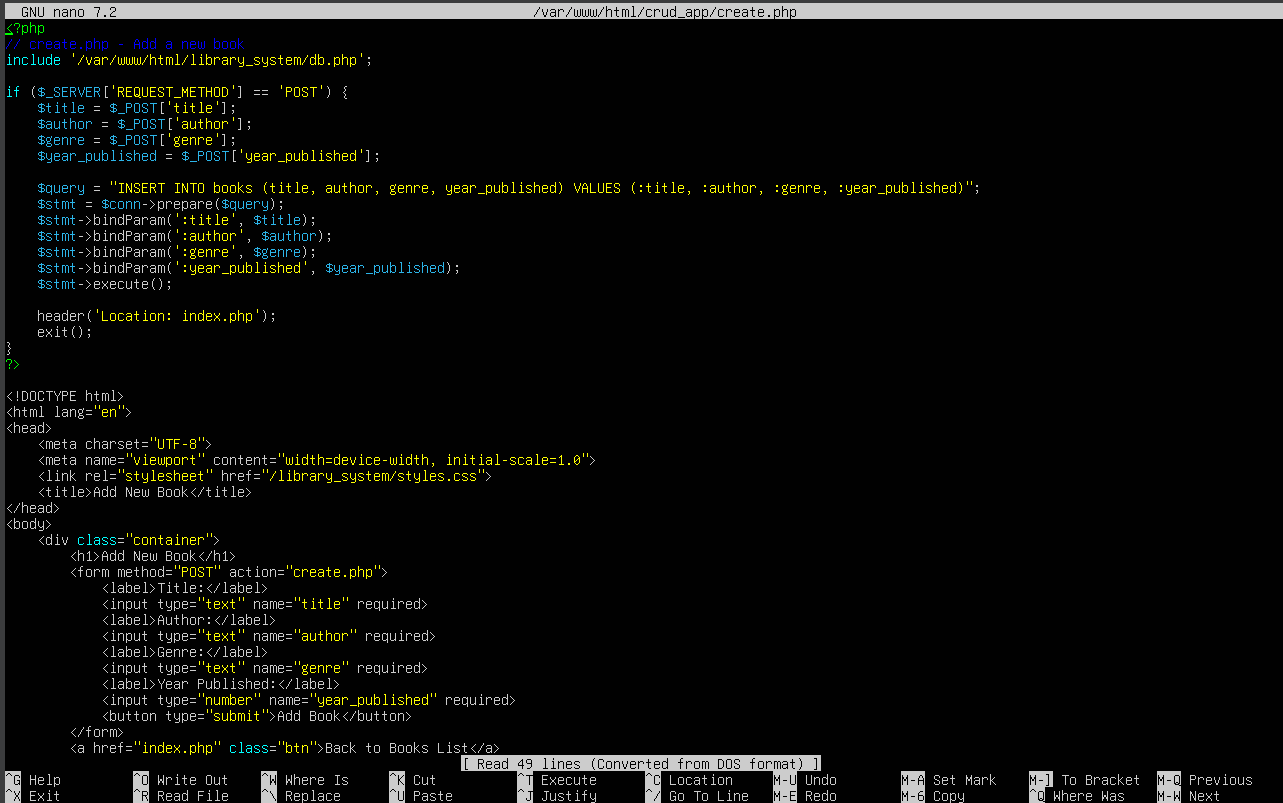 GNU nano 7.2 /var/www/html/crud_app/create.php
<?php
// create.php - Add a new book
include '/var/www/html/library_system/db.php';

if ($_SERVER['REQUEST_METHOD'] == 'POST') {
    $title = $_POST['title'];
    $author = $_POST['author'];
    $genre = $_POST['genre'];
    $year_published = $_POST['year_published'];

    $query = "INSERT INTO books (title, author, genre, year_published) VALUES (:title, :author, :genre, :year_published)";
    $stmt = $conn->prepare($query);
    $stmt->bindParam(':title', $title);
    $stmt->bindParam(':author', $author);
    $stmt->bindParam(':genre', $genre);
    $stmt->bindParam(':year_published', $year_published);
    $stmt->execute();

    header('Location: index.php');
    exit();
}
?>

<!DOCTYPE html>
<html lang="en">
<head>
    <meta charset="UTF-8">
    <meta name="viewport" content="width=device-width, initial-scale=1.0">
    <link rel="stylesheet" href="/library_system/styles.css">
    <title>Add New Book</title>
</head>
<body>
    <div class="container">
        <h1>Add New Book</h1>
        <form method="POST" action="create.php">
            <label>Title:</label>
            <input type="text" name="title" required>
            <label>Author:</label>
            <input type="text" name="author" required>
            <label>Genre:</label>
            <input type="text" name="genre" required>
            <label>Year Published:</label>
            <input type="number" name="year_published" required>
            <button type="submit">Add Book</button>
        </form>
        <a href="index.php" class="btn">Back to Books List</a>
[ Read 49 lines (Converted from DOS format) ]
^G Help ^O Write Out ^W Where Is ^K Cut ^T Execute ^C Location M-U Undo M-A Set Mark M-] To Bracket M-Q Previous
^X Exit ^R Read File ^\ Replace ^U Paste ^J Justify ^/ Go To Line M-E Redo M-6 Copy ^Q Where Was M-W Next